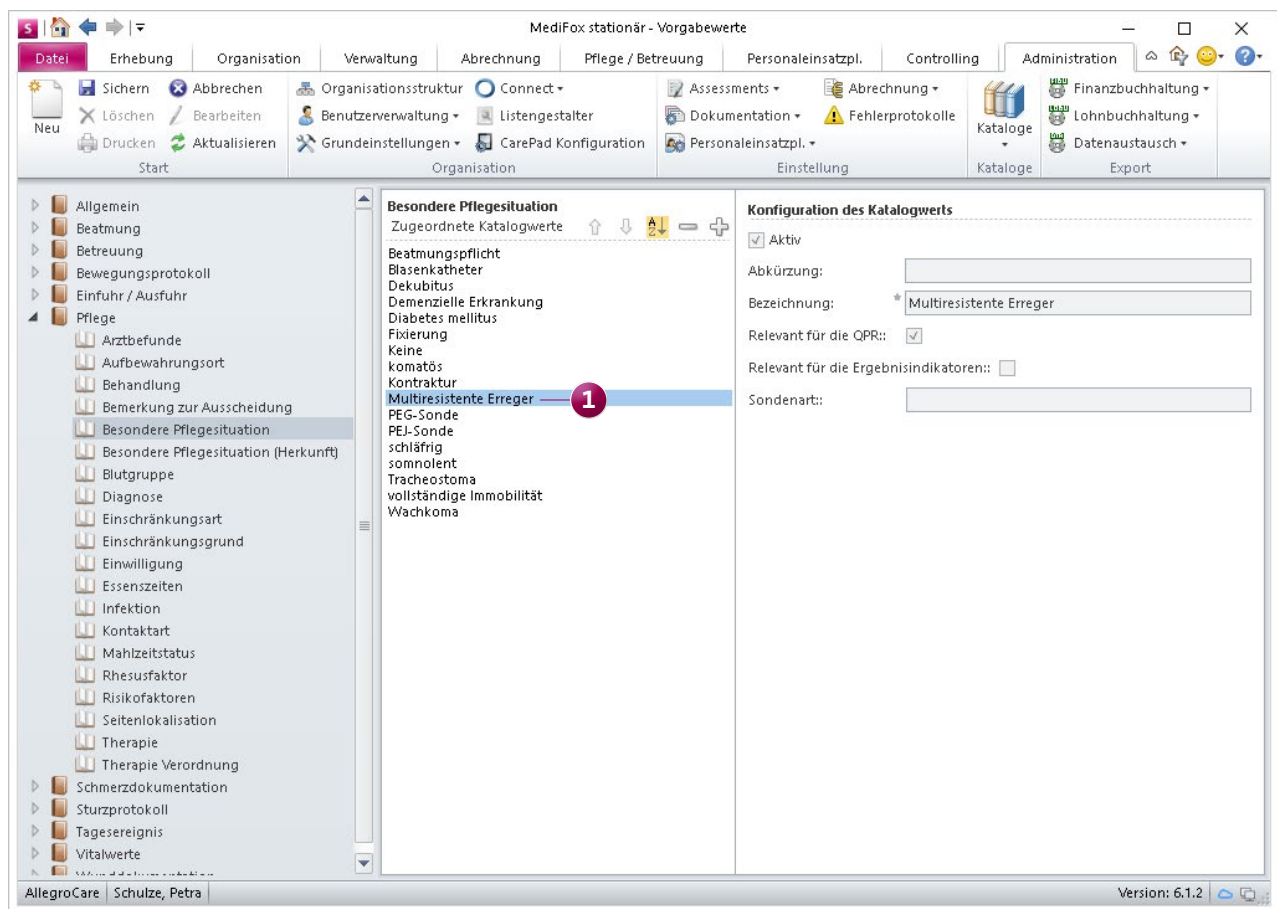 S
MediFox stationär - Vorgabewerte
Datei Erhebung Organisation Verwaltung Abrechnung Pflege / Betreuung Personaleinsatzpl. Controlling Administration
Neu
Sichern Abbrechen
Löschen Bearbeiten
Drucken Aktualisieren
Start
Organisationsstruktur Connect
Benutzerverwaltung Listengestalter
Grundeinstellungen CarePad Konfiguration
Organisation
Assessments Abrechnung
Dokumentation Fehlerprotokolle
Personaleinsatzpl.
Einstellung
Kataloge
Kataloge
Finanzbuchhaltung
Lohnbuchhaltung
Datenaustausch
Export
Allgemein
Beatmung
Betreuung
Bewegungsprotokoll
Einfuhr / Ausfuhr
Pflege
Arztbefunde
Aufbewahrungsort
Behandlung
Bemerkung zur Ausscheidung
Besondere Pflegesituation
Besondere Pflegesituation (Herkunft)
Blutgruppe
Diagnose
Einschränkungsart
Einschränkungsgrund
Einwilligung
Essenszeiten
Infektion
Kontaktart
Mahlzeitstatus
Rhesusfaktor
Risikofaktoren
Seitenlokalisation
Therapie
Therapie Verordnung
Schmerzdokumentation
Sturzprotokoll
Tagesereignis
Vitalwerte
Besondere Pflegesituation
Zugeordnete Katalogwerte
Beatmungspflicht
Blasenkatheter
Dekubitus
Demenzielle Erkrankung
Diabetes mellitus
Fixierung
Keine
komatös
Kontraktur
Multiresistente Erreger 1
PEG-Sonde
PEJ-Sonde
schläfrig
somnolent
Tracheostoma
vollständige Immobilität
Wachkoma
Konfiguration des Katalogwerts
Aktiv
Abkürzung:
Bezeichnung: * Multiresistente Erreger
Relevant für die QPR::
Relevant für die Ergebnisindikatoren::
Sondenart::
AllegroCare Schulze, Petra Version: 6.1.2